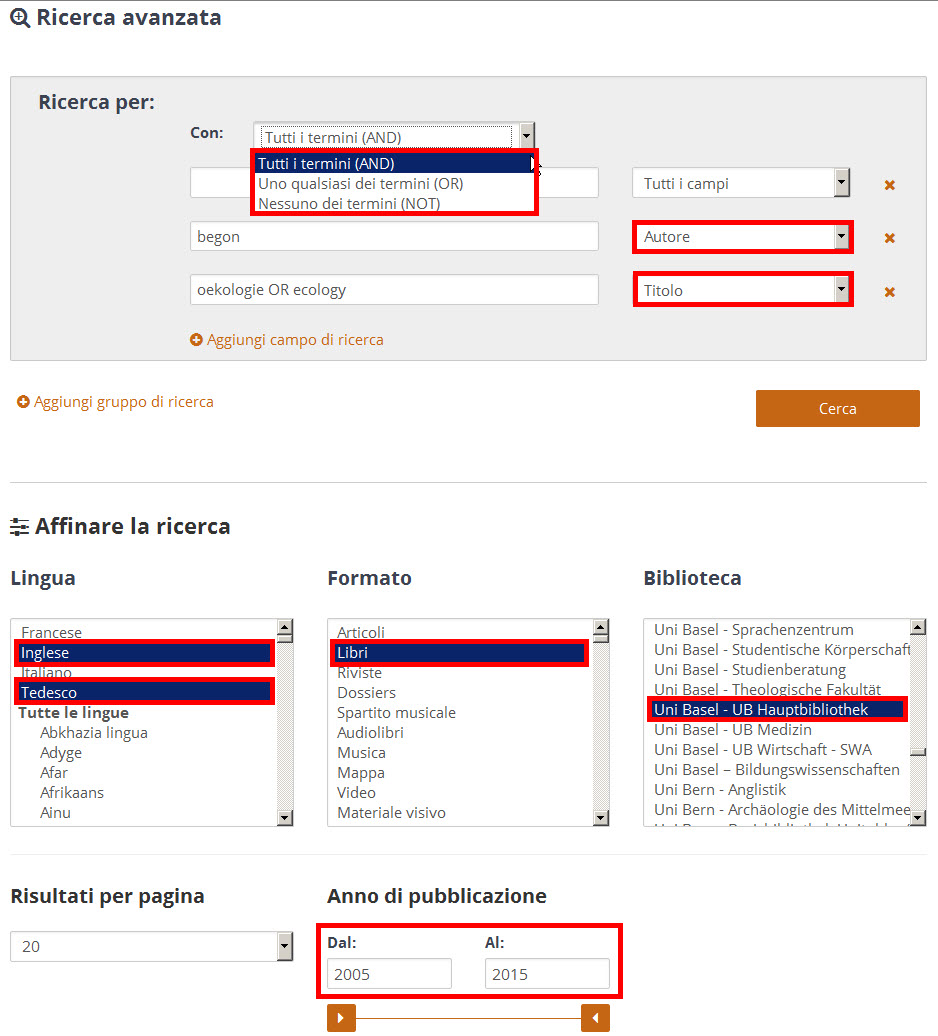 Ricerca avanzata
Ricerca per:
Con:
Tutti i termini (AND)
Tutti i termini (AND)
Uno qualsiasi dei termini (OR)
Nessuno dei termini (NOT)
Tutti i campi
begon
Autore
oekologie OR ecology
Titolo
Aggiungi campo di ricerca
Aggiungi gruppo di ricerca
Cerca
Affinare la ricerca
Lingua
Francese
Inglese
Italiano
Tedesco
Tutte le lingue
Abkhazia lingua
Adyge
Afar
Afrikaans
Ainu
Formato
Articoli
Libri
Riviste
Dossiers
Spartito musicale
Audiolibri
Musica
Mappa
Video
Materiale visivo
Biblioteca
Uni Basel - Sprachenzentrum
Uni Basel - Studentische Körperschaft
Uni Basel - Studienberatung
Uni Basel - Theologische Fakultät
Uni Basel - UB Hauptbibliothek
Uni Basel - UB Medizin
Uni Basel - UB Wirtschaft - SWA
Uni Basel – Bildungswissenschaften
Uni Bern - Anglistik
Uni Bern - Archäologie des Mittelmee
Risultati per pagina
20
Anno di pubblicazione
Dal:
Al:
2005
2015